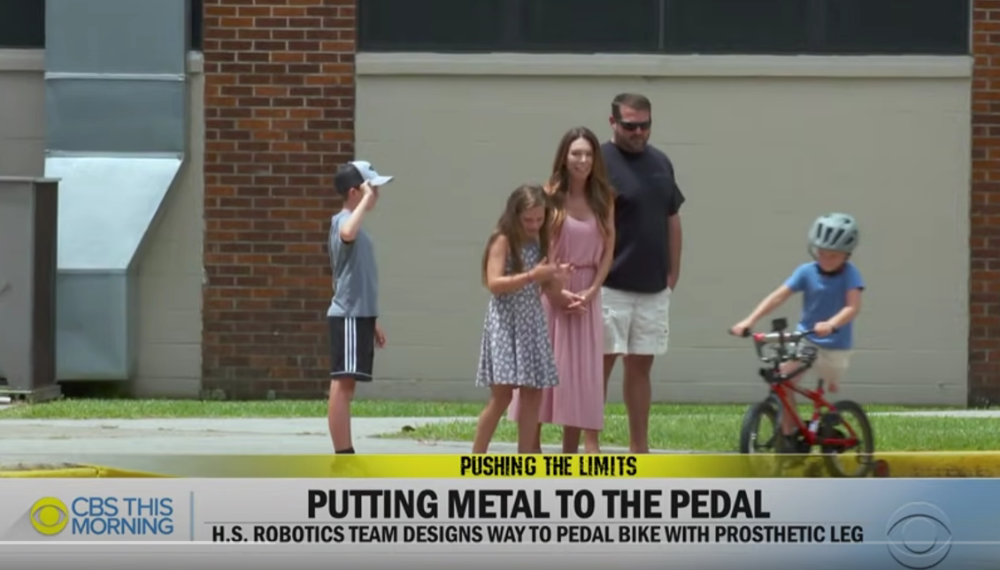 PUSHING THE LIMITS
PUTTING METAL TO THE PEDAL
CBS THIS MORNING
H.S. ROBOTICS TEAM DESIGNS WAY TO PEDAL BIKE WITH PROSTHETIC LEG